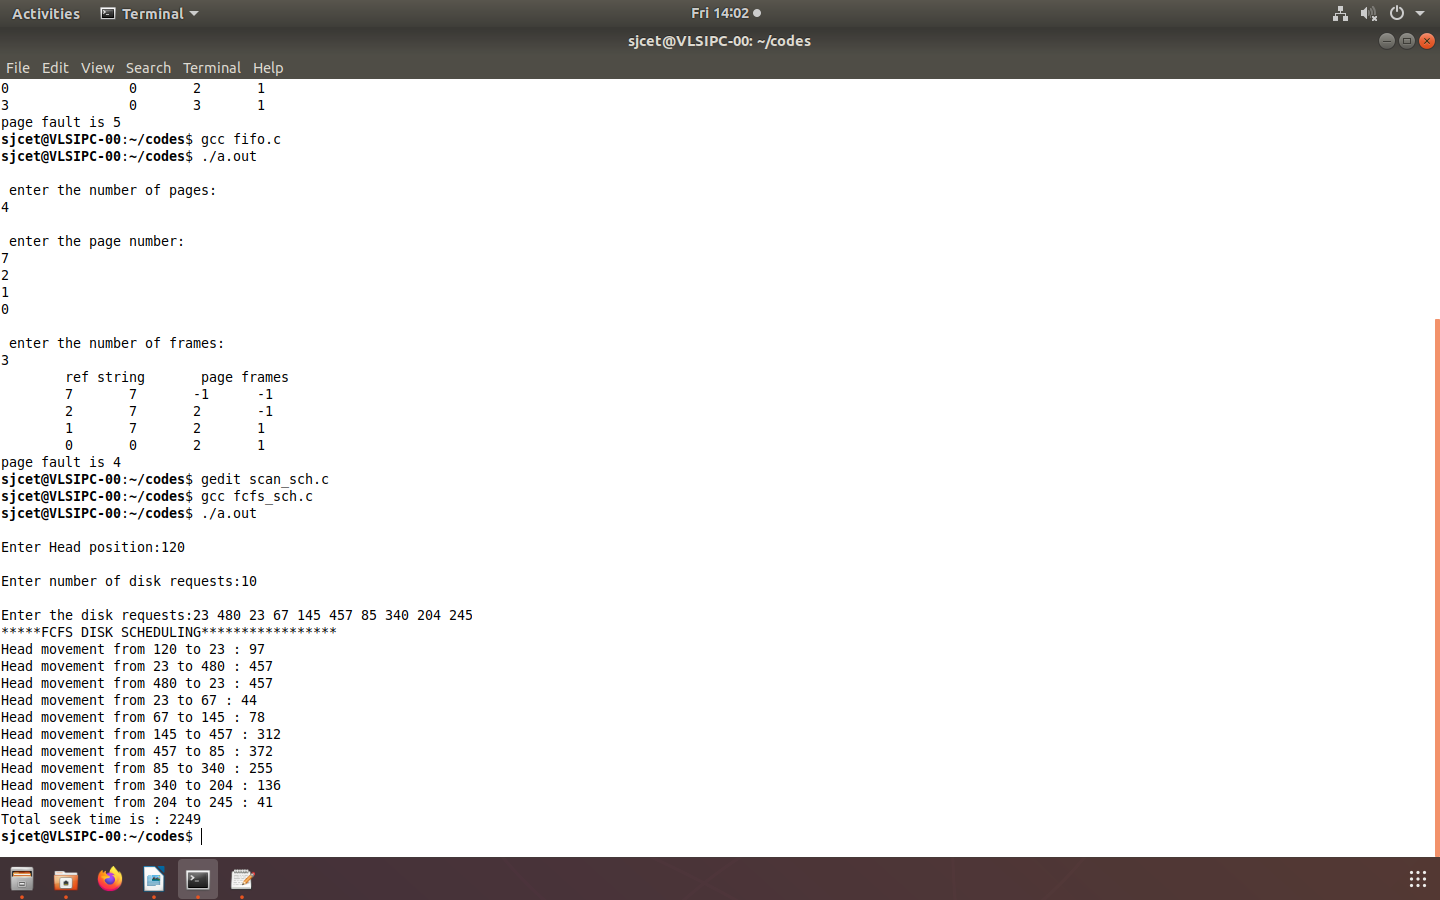 Activities Terminal Fri 14:02
sjcet@VLSIPC-00: ~/codes
File Edit View Search Terminal Help
0 0 2 1
3 0 3 1
page fault is 5
sjcet@VLSIPC-00:~/codes$ gcc fifo.c
sjcet@VLSIPC-00:~/codes$ ./a.out
enter the number of pages:
4
enter the page number:
7
2
1
0
enter the number of frames:
3
ref string page frames
7 7 -1 -1
2 7 2 -1
1 7 2 1
0 0 2 1
page fault is 4
sjcet@VLSIPC-00:~/codes$ gedit scan_sch.c
sjcet@VLSIPC-00:~/codes$ gcc fcfs_sch.c
sjcet@VLSIPC-00:~/codes$ ./a.out
Enter Head position:120
Enter number of disk requests:10
Enter the disk requests:23 480 23 67 145 457 85 340 204 245
*****FCFS DISK SCHEDULING*****************
Head movement from 120 to 23 : 97
Head movement from 23 to 480 : 457
Head movement from 480 to 23 : 457
Head movement from 23 to 67 : 44
Head movement from 67 to 145 : 78
Head movement from 145 to 457 : 312
Head movement from 457 to 85 : 372
Head movement from 85 to 340 : 255
Head movement from 340 to 204 : 136
Head movement from 204 to 245 : 41
Total seek time is : 2249
sjcet@VLSIPC-00:~/codes$